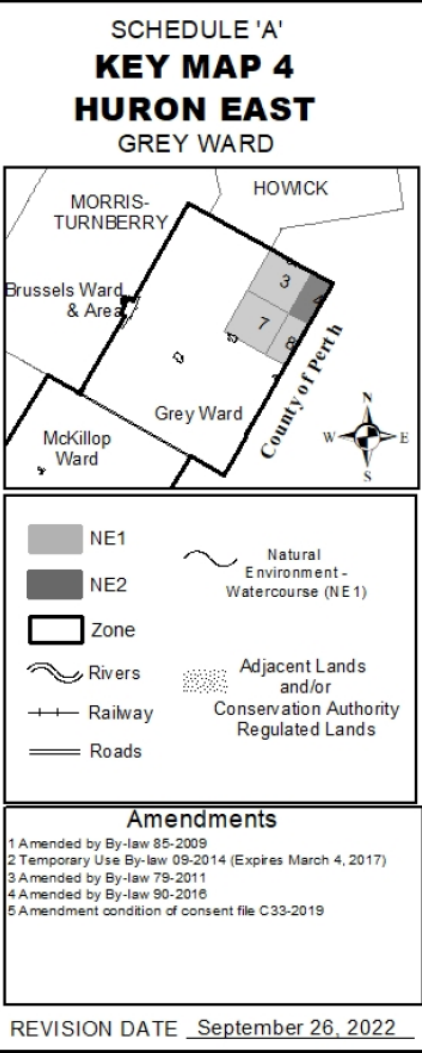 SCHEDULE 'A'
KEY MAP 4
HURON EAST
GREY WARD
HOWICK
MORRIS-
TURNBERRY
3
4
Brussels Ward
& Area
7
8
County of Perth
Grey Ward
N
W E
S
McKillop
Ward
NE1
NE2
Zone
Rivers
Railway
Roads
Natural
Environment -
Watercourse (NE1)
Adjacent Lands
and/or
Conservation Authority
Regulated Lands
Amendments
1 Amended by By-law 85-2009
2 Temporary Use By-law 09-2014 (Expires March 4, 2017)
3 Amended by By-law 79-2011
4 Amended by By-law 90-2016
5 Amendment condition of consent file C33-2019
REVISION DATE September 26, 2022